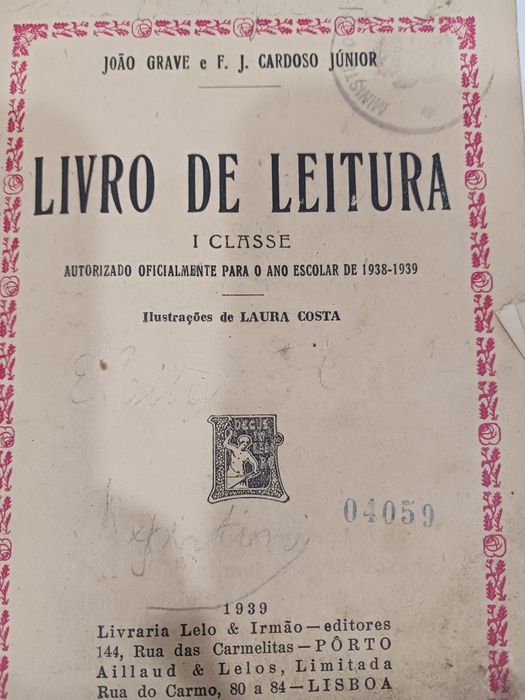 JOÃO GRAVE e F. J. CARDOSO JÚNIOR
MINISTÉ
LIVRO DE LEITURA
I CLASSE
AUTORIZADO OFICIALMENTE PARA O ANO ESCOLAR DE 1938-1939
Ilustrações de LAURA COSTA
04059
1939
Livraria Lelo & Irmão — editores
144, Rua das Carmelitas — PÔRTO
Aillaud & Lelos, Limitada
Rua do Carmo, 80 a 84 — LISBOA